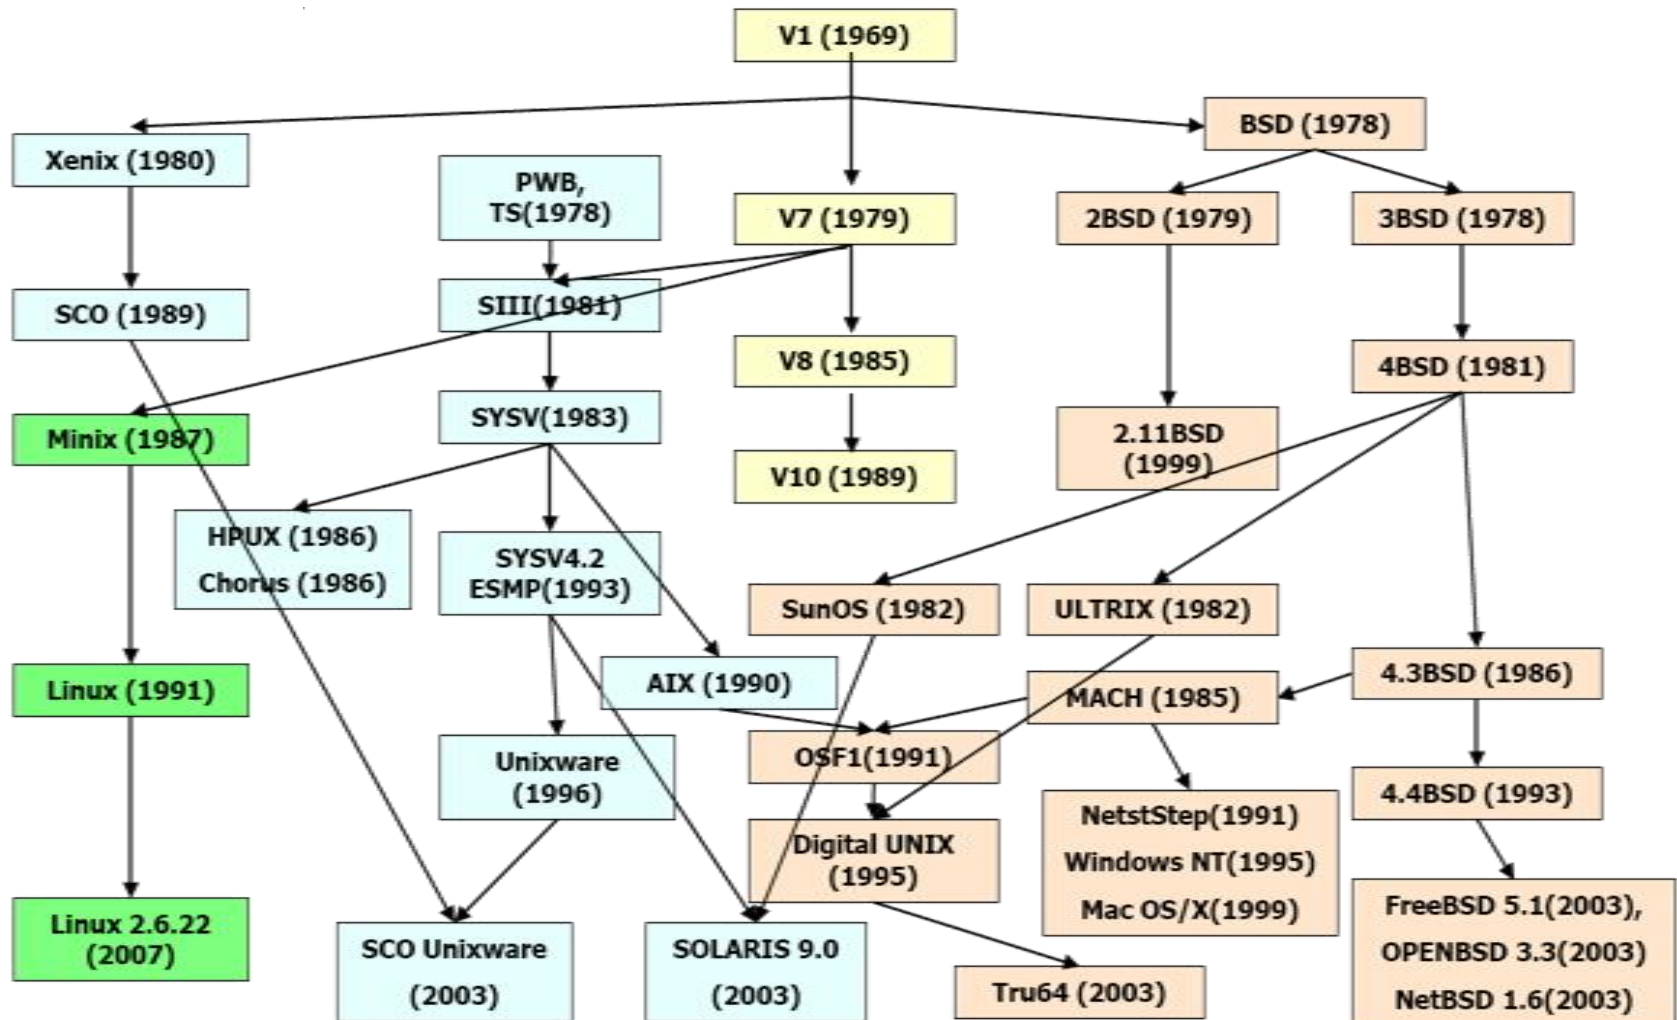 V1 (1969)
BSD (1978)
Xenix (1980)
PWB,
TS(1978)
V7 (1979)
2BSD (1979)
3BSD (1978)
SCO (1989)
SIII(1981)
V8 (1985)
4BSD (1981)
Minix (1987)
SYSV(1983)
V10 (1989)
2.11BSD
(1999)
HPUX (1986)
Chorus (1986)
SYSV4.2
ESMP(1993)
SunOS (1982)
ULTRIX (1982)
Linux (1991)
AIX (1990)
MACH (1985)
4.3BSD (1986)
Unixware
(1996)
OSF1(1991)
4.4BSD (1993)
Digital UNIX
(1995)
NetstStep(1991)
Windows NT(1995)
Mac OS/X(1999)
Linux 2.6.22
(2007)
SCO Unixware
(2003)
SOLARIS 9.0
(2003)
Tru64 (2003)
FreeBSD 5.1(2003),
OPENBSD 3.3(2003)
NetBSD 1.6(2003)